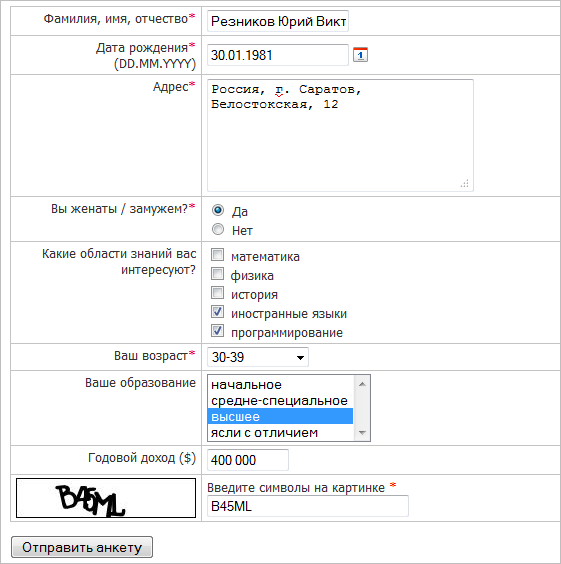 Фамилия, имя, отчество*
Резников Юрий Викт
Дата рождения*
(DD.MM.YYYY)
30.01.1981
1
Адрес*
Россия, г. Саратов,
Белостокская, 12
Вы женаты / замужем?*
Да
Нет
Какие области знаний вас
интересуют?
математика
физика
история
иностранные языки
программирование
Ваш возраст*
30-39
Ваше образование
начальное
средне-специальное
высшее
ясли с отличием
Годовой доход ($)
400 000
B45ML
Введите символы на картинке *
B45ML
Отправить анкету